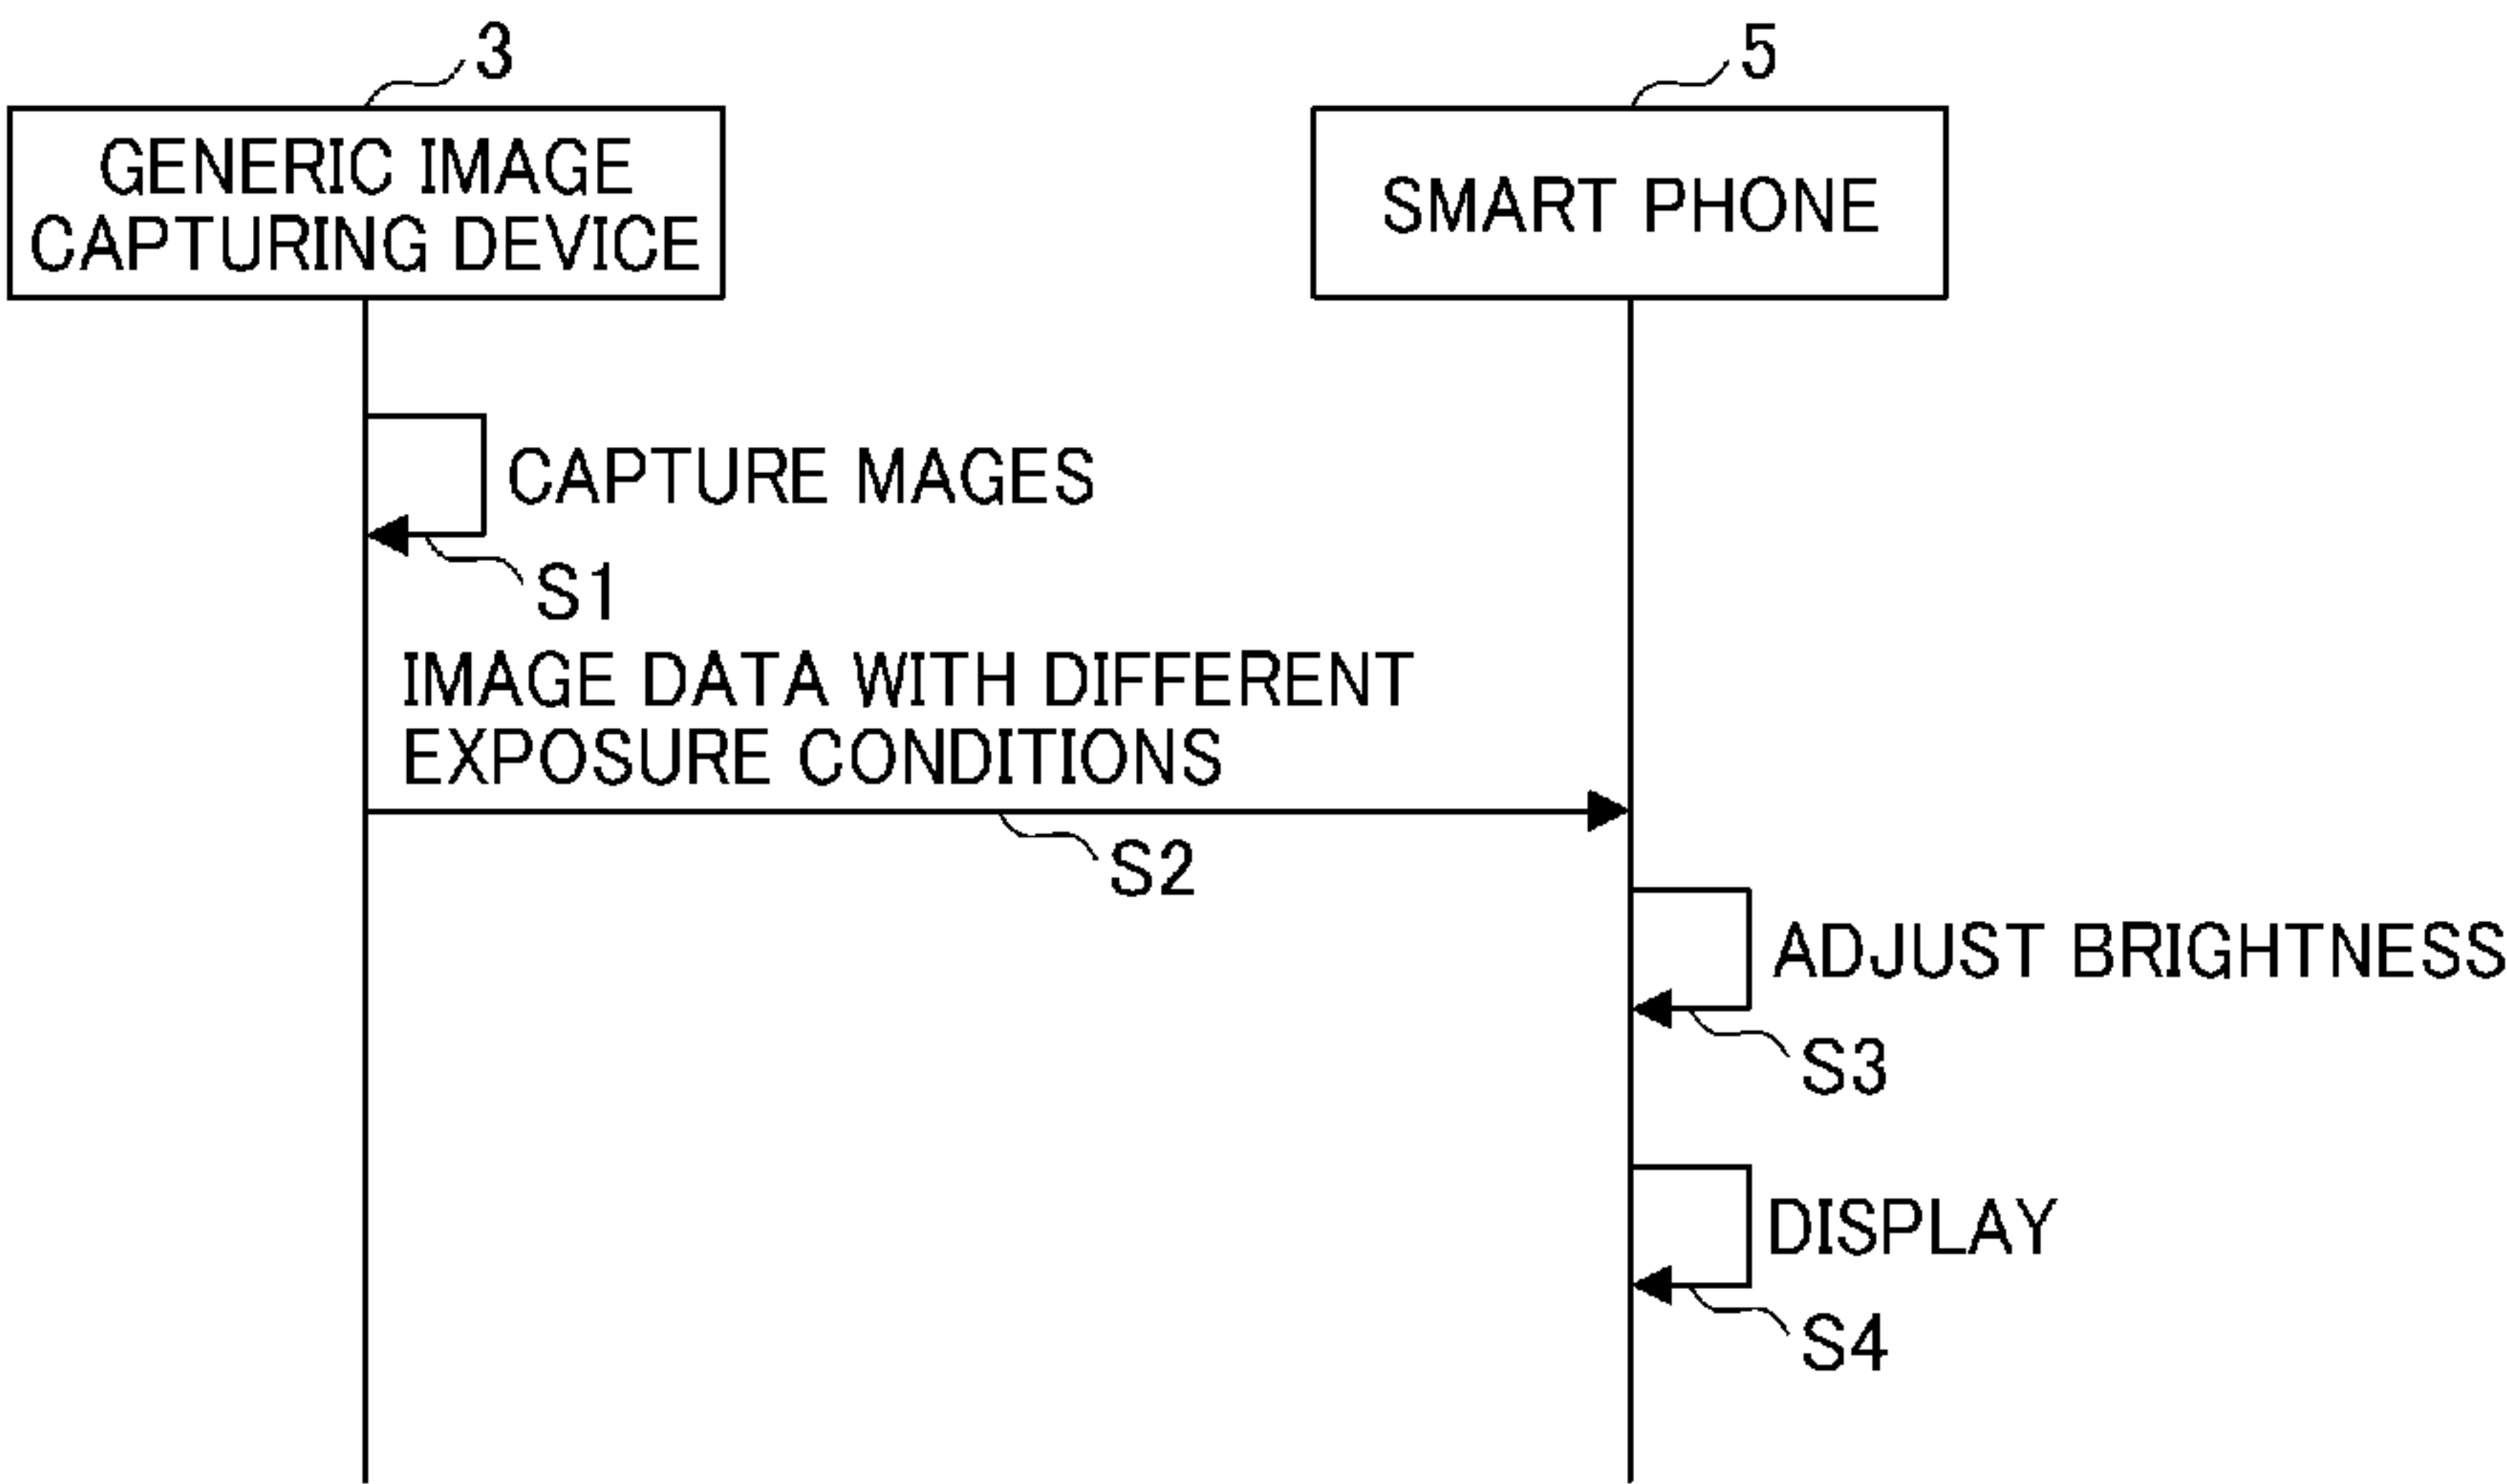 3
5
GENERIC IMAGE
CAPTURING DEVICE
SMART PHONE
CAPTURE MAGES
S1
IMAGE DATA WITH DIFFERENT
EXPOSURE CONDITIONS
S2
ADJUST BRIGHTNESS
S3
DISPLAY
S4